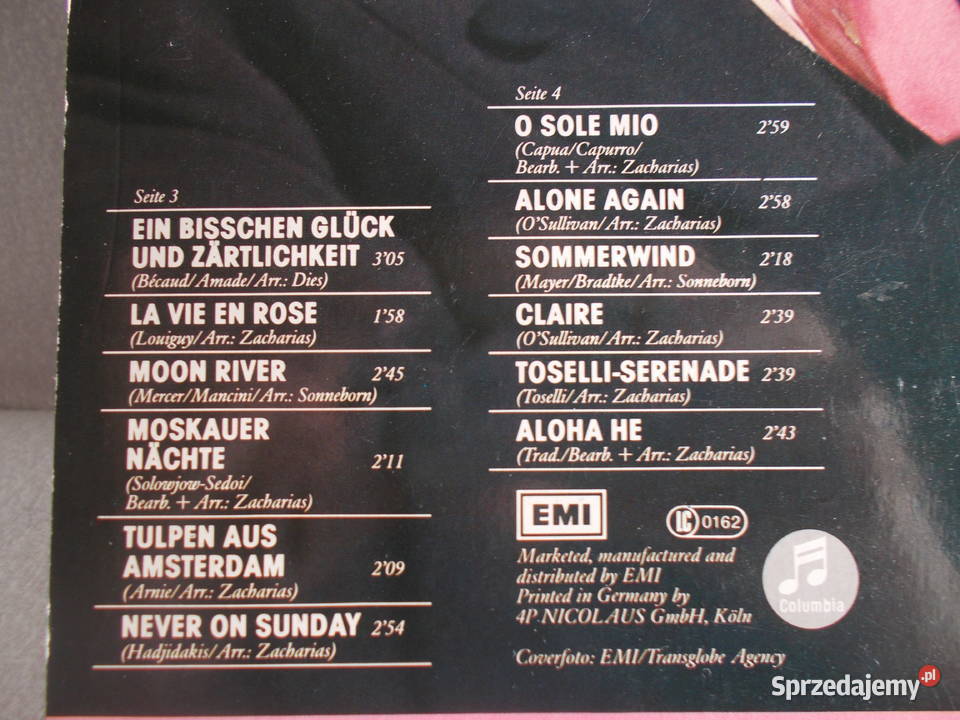 Seite 3
EIN BISSCHEN GLÜCK
UND ZÄRTLICHKEIT 3'05
(Bécaud/Amade/Arr.: Dies)
LA VIE EN ROSE 1'58
(Louiguy/Arr.: Zacharias)
MOON RIVER 2'45
(Mercer/Mancini/Arr.: Sonneborn)
MOSKAUER
NÄCHTE 2'11
(Solowjow-Sedoi/
Bearb. + Arr.: Zacharias)
TULPEN AUS
AMSTERDAM 2'09
(Arnie/Arr.: Zacharias)
NEVER ON SUNDAY 2'54
(Hadjidakis/Arr.: Zacharias)
Seite 4
O SOLE MIO 2'59
(Capua/Capurro/
Bearb. + Arr.: Zacharias)
ALONE AGAIN 2'58
(O'Sullivan/Arr.: Zacharias)
SOMMERWIND 2'18
(Mayer/Bradtke/Arr.: Sonneborn)
CLAIRE 2'39
(O'Sullivan/Arr.: Zacharias)
TOSELLI-SERENADE 2'39
(Toselli/Arr.: Zacharias)
ALOHA HE 2'43
(Trad./Bearb. + Arr.: Zacharias)
EMI
LC 0162
Marketed, manufactured and
distributed by EMI
Printed in Germany by
4P NICOLAUS GmbH, Köln
Columbia
Coverfoto: EMI/Transglobe Agency
Sprzedajemy.pl